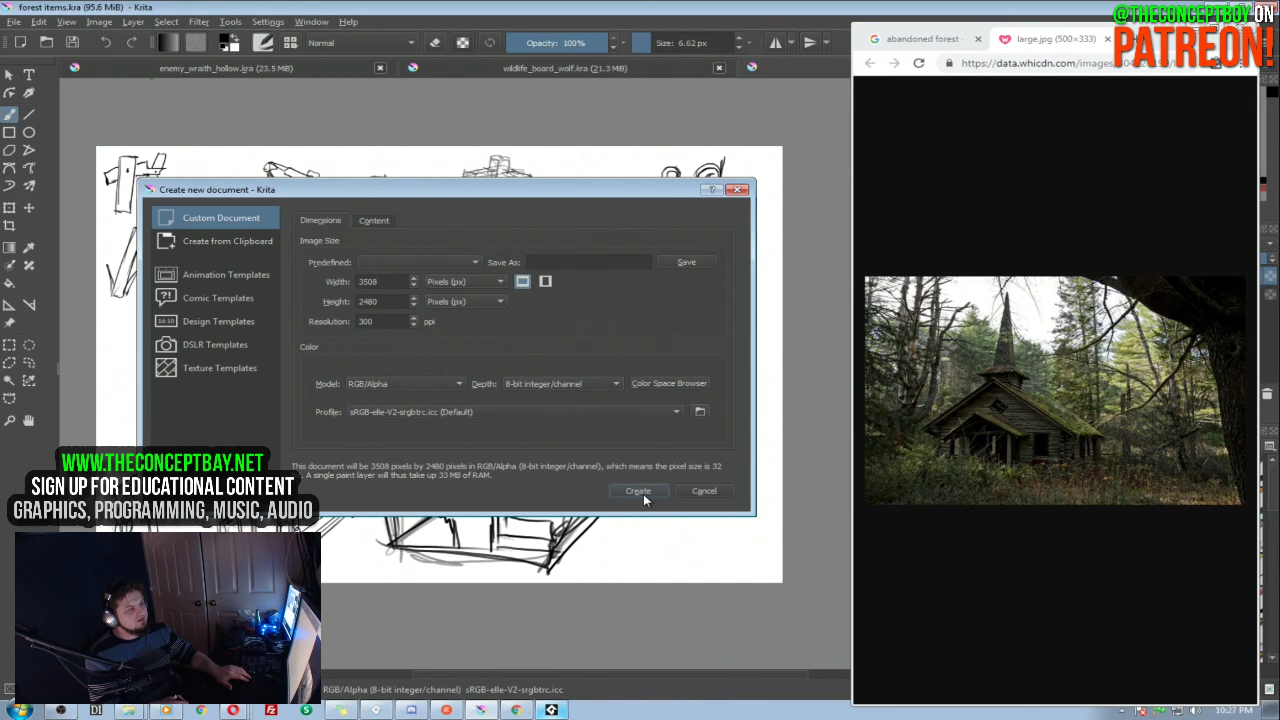 forest items.kra (95.6 MiB) - Krita
File Edit View Image Layer Select Filter Tools Settings Window Help
Normal Opacity: 100% Size: 6.62 px
enemy_wraith_hollow.kra (23.5 MiB) wildlife_board_wolf.kra (21.3 MiB)
@THECONCEPTBOY ON
PATREON!
abandoned forest - large.jpg (500×333)
https://data.whicdn.com/images/
Create new document - Krita
Custom Document
Create from Clipboard
Animation Templates
Comic Templates
Design Templates
DSLR Templates
Texture Templates
Dimensions Content
Image Size
Predefined: Save As: Save
Width: 3508 Pixels (px)
Height: 2480 Pixels (px)
Resolution: 300 ppi
Color
Model: RGB/Alpha Depth: 8-bit integer/channel Color Space Browser
Profile: sRGB-elle-V2-srgbtrc.icc (Default)
This document will be 3508 pixels by 2480 pixels in RGB/Alpha (8-bit integer/channel), which means the pixel size is 32
A single paint layer will thus take up 33 MB of RAM.
Create Cancel
WWW.THECONCEPTBAY.NET
SIGN UP FOR EDUCATIONAL CONTENT
GRAPHICS, PROGRAMMING, MUSIC, AUDIO
RGB/Alpha (8-bit integer/channel) sRGB-elle-V2-srgbtrc.icc
10:27 PM